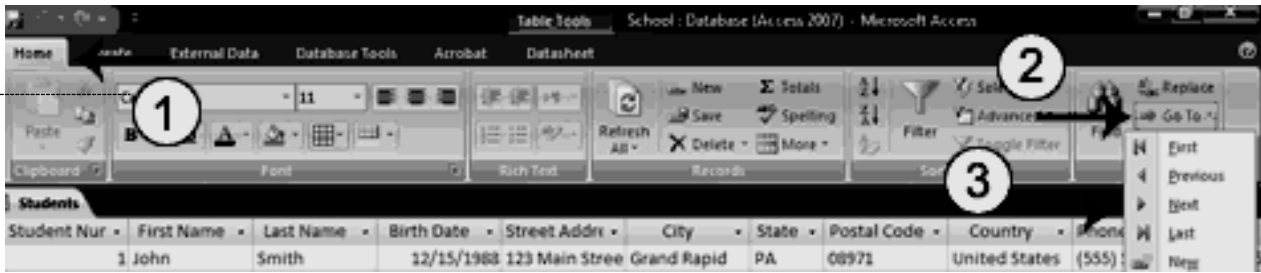 Table Tools School : Database (Access 2007) - Microsoft Access
Home External Data Database Tools Acrobat Datasheet
1
2
3
11
B
A
Paste
Clipboard
Font
Rich Text
Refresh All
New
Save
Delete
Σ Totals
Spelling
More
Records
Filter
Advanced
Toggle Filter
Replace
Go To
First
Previous
Next
Last
New
Students
Student Nur First Name Last Name Birth Date Street Addre City State Postal Code Country Phone
1 John Smith 12/15/1988 123 Main Stree Grand Rapid PA 08971 United States (555)